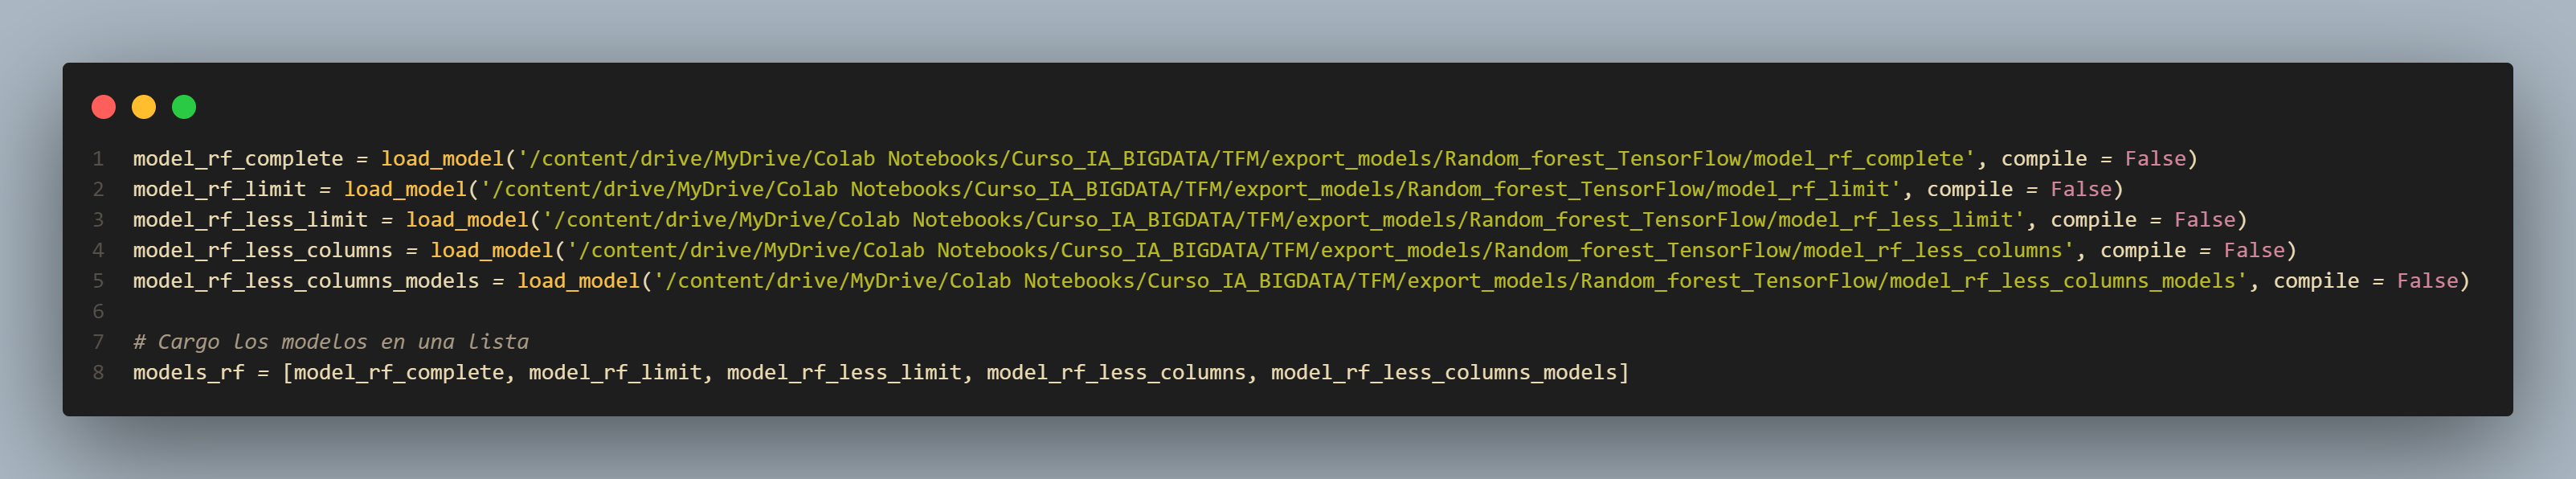 1 model_rf_complete = load_model('/content/drive/MyDrive/Colab Notebooks/Curso_IA_BIGDATA/TFM/export_models/Random_forest_TensorFlow/model_rf_complete', compile = False)
2 model_rf_limit = load_model('/content/drive/MyDrive/Colab Notebooks/Curso_IA_BIGDATA/TFM/export_models/Random_forest_TensorFlow/model_rf_limit', compile = False)
3 model_rf_less_limit = load_model('/content/drive/MyDrive/Colab Notebooks/Curso_IA_BIGDATA/TFM/export_models/Random_forest_TensorFlow/model_rf_less_limit', compile = False)
4 model_rf_less_columns = load_model('/content/drive/MyDrive/Colab Notebooks/Curso_IA_BIGDATA/TFM/export_models/Random_forest_TensorFlow/model_rf_less_columns', compile = False)
5 model_rf_less_columns_models = load_model('/content/drive/MyDrive/Colab Notebooks/Curso_IA_BIGDATA/TFM/export_models/Random_forest_TensorFlow/model_rf_less_columns_models', compile = False)
6
7 # Cargo los modelos en una lista
8 models_rf = [model_rf_complete, model_rf_limit, model_rf_less_limit, model_rf_less_columns, model_rf_less_columns_models]